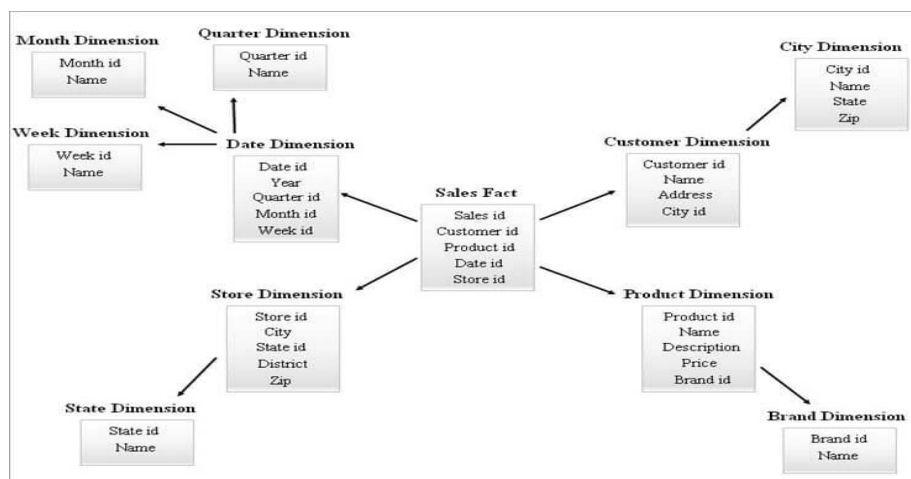 Month Dimension
Month id
Name
Quarter Dimension
Quarter id
Name
City Dimension
City id
Name
State
Zip
Week Dimension
Week id
Name
Date Dimension
Date id
Year
Quarter id
Month id
Week id
Customer Dimension
Customer id
Name
Address
City id
Sales Fact
Sales id
Customer id
Product id
Date id
Store id
Store Dimension
Store id
City
State id
District
Zip
Product Dimension
Product id
Name
Description
Price
Brand id
State Dimension
State id
Name
Brand Dimension
Brand id
Name